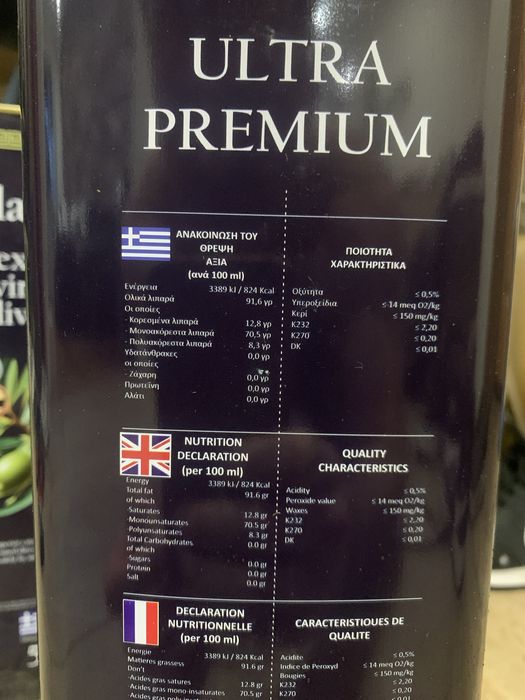 ULTRA
PREMIUM
ΑΝΑΚΟΙΝΩΣΗ ΤΟΥ
ΘΡΕΨΗ
ΑΞΙΑ
(ανά 100 ml)
Ενέργεια 3389 kJ / 824 Kcal
Ολικά λιπαρά 91,6 γρ
Οι οποίες
- Κορεσμένα λιπαρά 12,8 γρ
- Μονοακόρεστα λιπαρά 70,5 γρ
- Πολυακόρεστα λιπαρά 8,3 γρ
Υδατάνθρακες 0,0 γρ
οι οποίες
- Ζάχαρη 0,0 γρ
Πρωτεΐνη 0,0 γρ
Αλάτι 0,0 γρ
ΠΟΙΟΤΗΤΑ
ΧΑΡΑΚΤΗΡΙΣΤΙΚΑ
Οξύτητα ≤ 0,5%
Υπεροξείδια ≤ 14 meq O2/kg
Κερί ≤ 150 mg/kg
K232 ≤ 2,20
K270 ≤ 0,20
DK ≤ 0,01
NUTRITION
DECLARATION
(per 100 ml)
Energy 3389 kJ / 824 Kcal
Total fat 91.6 gr
of which
-Saturates 12.8 gr
-Monounsaturates 70.5 gr
-Polyunsaturates 8.3 gr
Total Carbohydrates 0.0 gr
of which
-Sugars 0.0 gr
Protein 0.0 gr
Salt 0.0 gr
QUALITY
CHARACTERISTICS
Acidity ≤ 0,5%
Peroxide value ≤ 14 meq O2/kg
Waxes ≤ 150 mg/kg
K232 ≤ 2,20
K270 ≤ 0,20
DK ≤ 0,01
DECLARATION
NUTRITIONNELLE
(per 100 ml)
Energie 3389 kJ / 824 Kcal
Matieres grassess 91.6 gr
Don't
-Acides gras satures 12.8 gr
-Acides gras mono-insaturates 70.5 gr
CARACTERISTIQUES DE
QUALITE
Acidite ≤ 0,5%
Indice de Peroxyd ≤ 14 meq O2/kg
Bougies ≤ 150 mg/kg
K232 ≤ 2,20
K270 ≤ 0,20